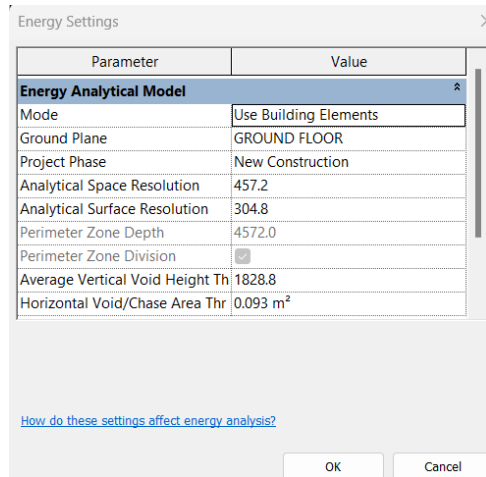 Energy Settings
Parameter Value
Energy Analytical Model
Mode Use Building Elements
Ground Plane GROUND FLOOR
Project Phase New Construction
Analytical Space Resolution 457.2
Analytical Surface Resolution 304.8
Perimeter Zone Depth 4572.0
Perimeter Zone Division
Average Vertical Void Height Th 1828.8
Horizontal Void/Chase Area Thr 0.093 m²
How do these settings affect energy analysis?
OK Cancel